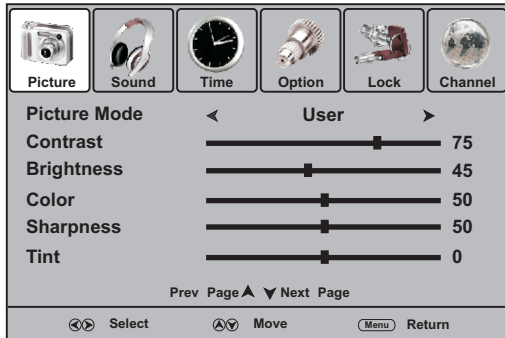 Picture Sound Time Option Lock Channel
Picture Mode User
Contrast 75
Brightness 45
Color 50
Sharpness 50
Tint 0
Prev Page Next Page
Select Move Menu Return